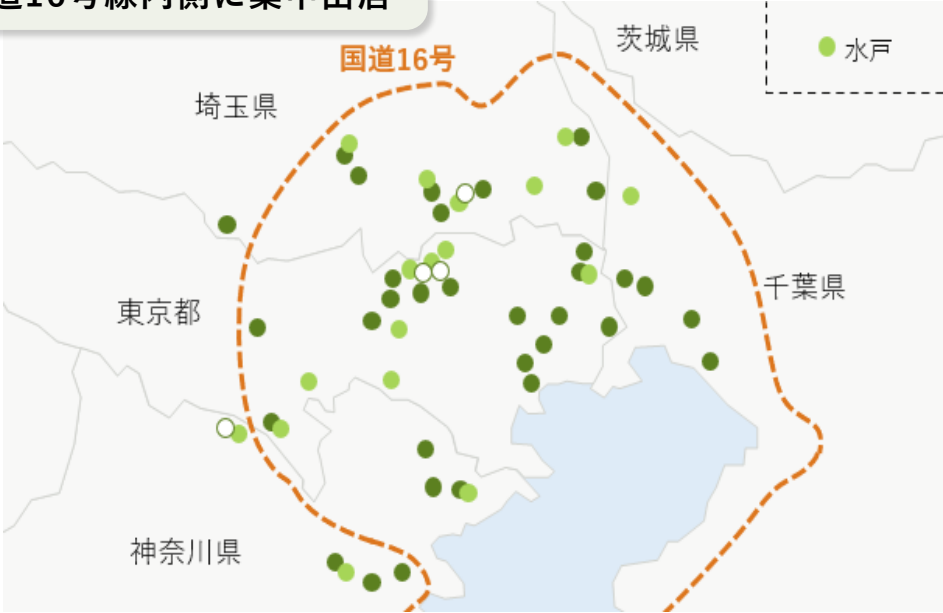 道16号線内側に集中出店
国道16号
茨城県
水戸
埼玉県
千葉県
東京都
神奈川県